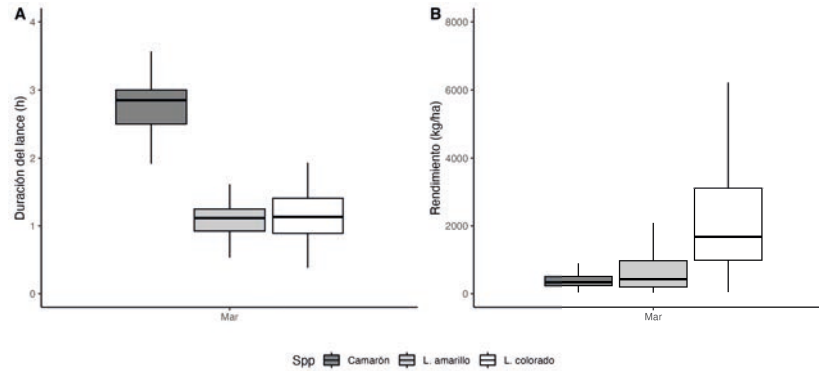 A
Duración del lance (h)
4
3
2
1
0
Mar
B
Rendimiento (kg/ha)
8000
6000
4000
2000
0
Mar
Spp Camarón L. amarillo L. colorado